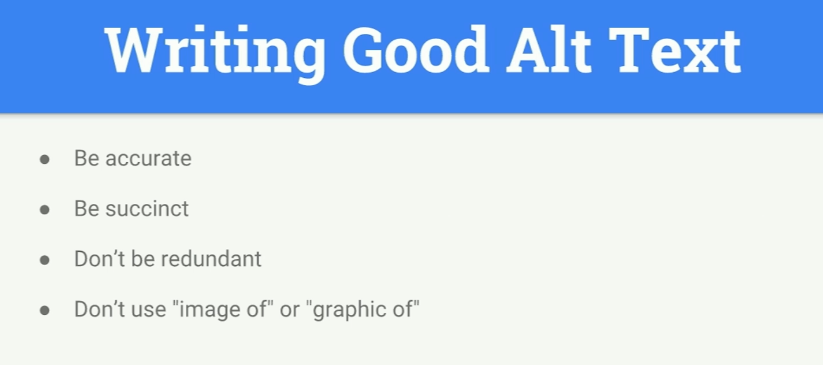 Writing Good Alt Text
● Be accurate
● Be succinct
● Don’t be redundant
● Don’t use "image of" or "graphic of"